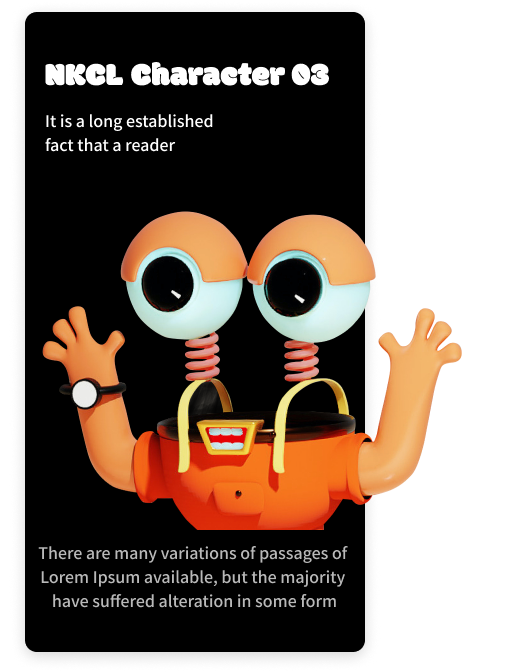 NKCL Character 03
It is a long established
fact that a reader
There are many variations of passages of
Lorem Ipsum available, but the majority
have suffered alteration in some form